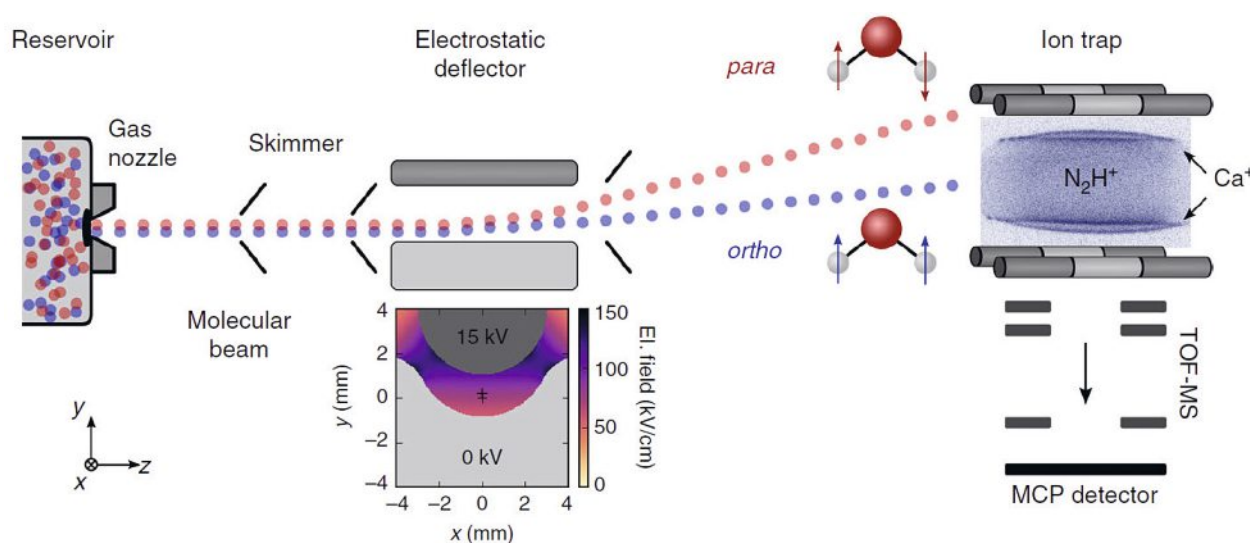 Reservoir
Electrostatic
deflector
para
Ion trap
Gas
nozzle
Skimmer
N₂H⁺
Ca⁺
ortho
Molecular
beam
4
2
0
−2
−4
y (mm)
15 kV
0 kV
−4 −2 0 2 4
x (mm)
150
100
50
0
El. field (kV/cm)
y
x
z
TOF-MS
MCP detector